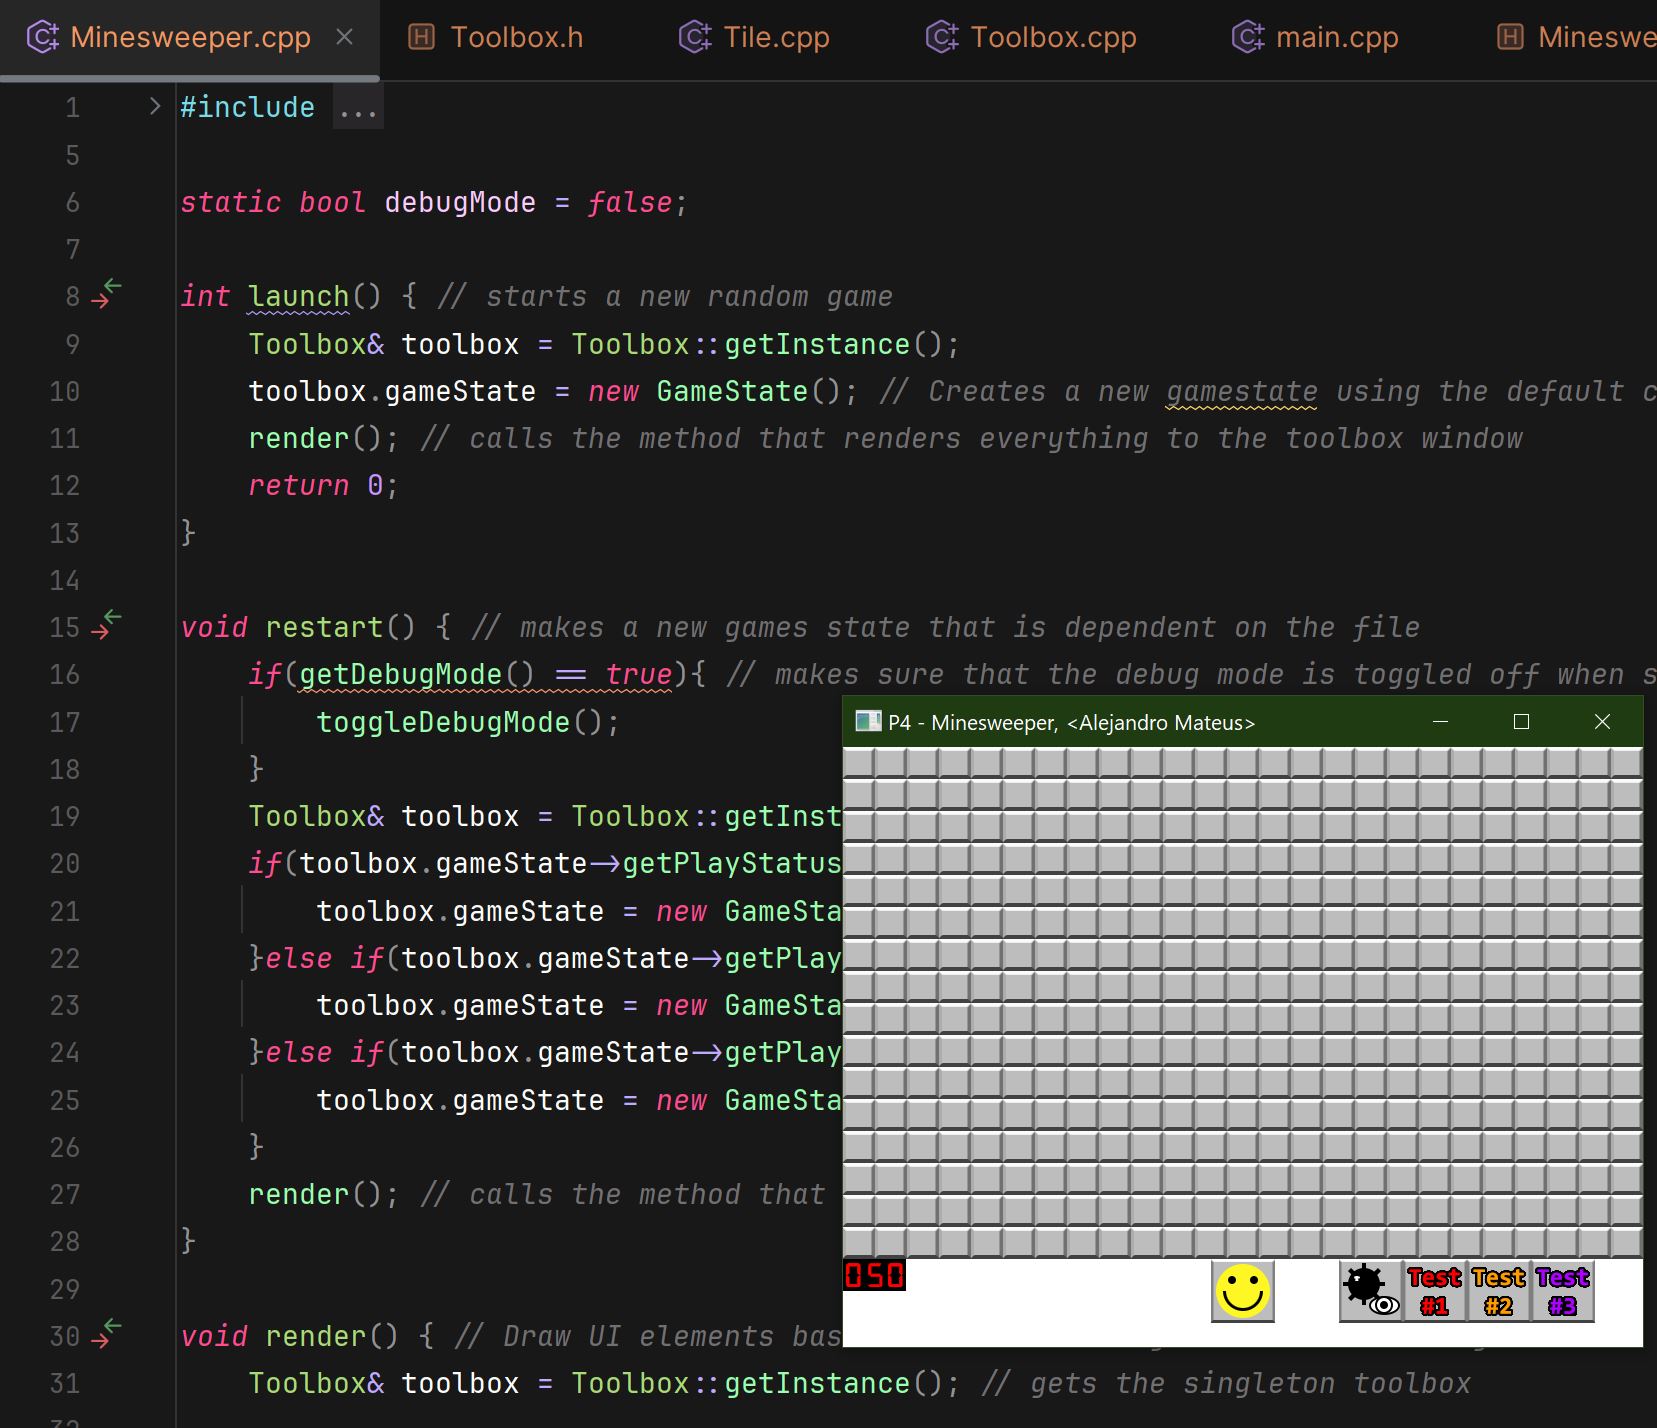 Minesweeper.cpp Toolbox.h Tile.cpp Toolbox.cpp main.cpp Mineswe
1 #include ...
5
6 static bool debugMode = false;
7
8 int launch() { // starts a new random game
9 Toolbox& toolbox = Toolbox::getInstance();
10 toolbox.gameState = new GameState(); // Creates a new gamestate using the default c
11 render(); // calls the method that renders everything to the toolbox window
12 return 0;
13 }
14
15 void restart() { // makes a new games state that is dependent on the file
16 if(getDebugMode() == true){ // makes sure that the debug mode is toggled off when s
17 toggleDebugMode();
18 }
19 Toolbox& toolbox = Toolbox::getInst
20 if(toolbox.gameState->getPlayStatus
21 toolbox.gameState = new GameSta
22 }else if(toolbox.gameState->getPlay
23 toolbox.gameState = new GameSta
24 }else if(toolbox.gameState->getPlay
25 toolbox.gameState = new GameSta
26 }
27 render(); // calls the method that
28 }
29
30 void render() { // Draw UI elements bas
31 Toolbox& toolbox = Toolbox::getInstance(); // gets the singleton toolbox
32
P4 - Minesweeper, <Alejandro Mateus>
050
Test #1
Test #2
Test #3